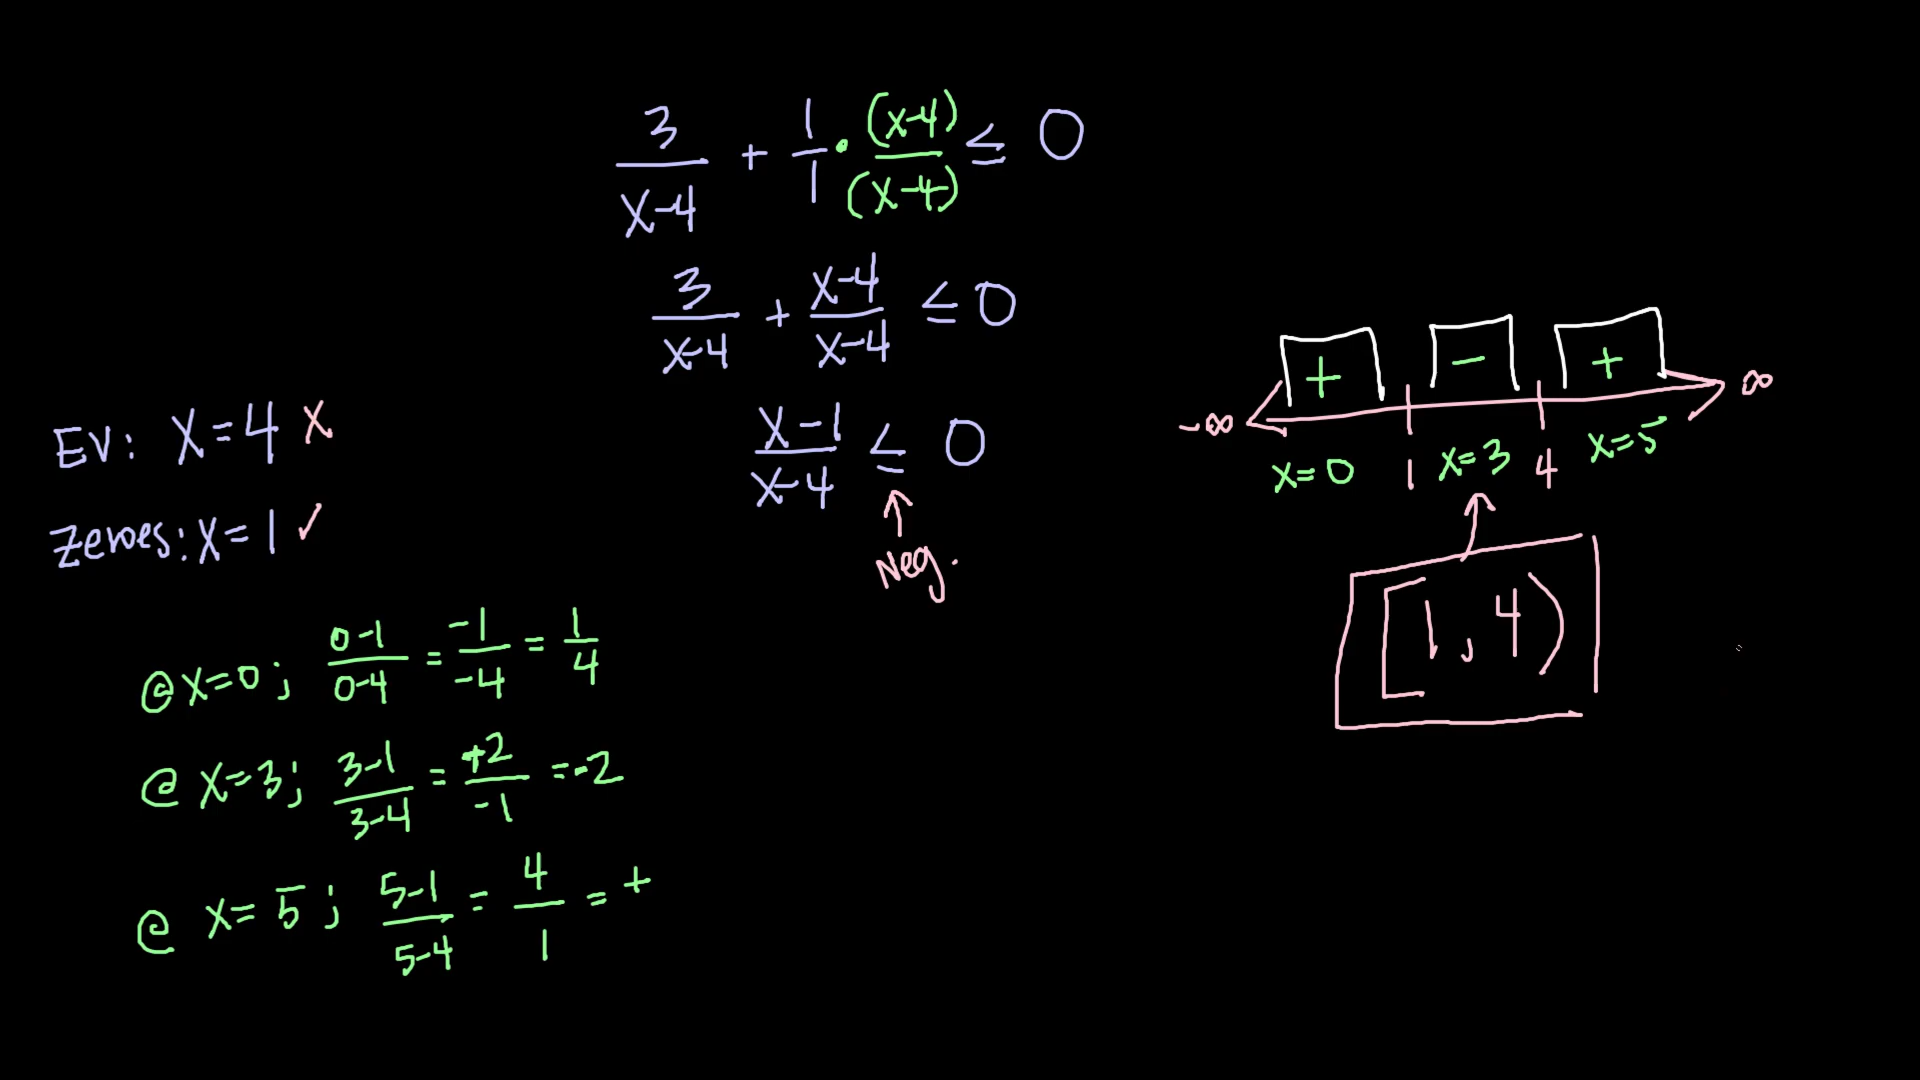 3/(x-4) + 1/1 · (x-4)/(x-4) ≤ 0
3/(x-4) + (x-4)/(x-4) ≤ 0
(x-1)/(x-4) ≤ 0
↑
Neg.
EV: X=4 x
Zeroes: X=1 ✓
@ X=0; (0-1)/(0-4) = -1/-4 = 1/4
@ X=3; (3-1)/(3-4) = +2/-1 = -2
@ X=5; (5-1)/(5-4) = 4/1 = +
+ - +
-∞ ∞
X=0 1 X=3 4 X=5
↑
[1, 4)